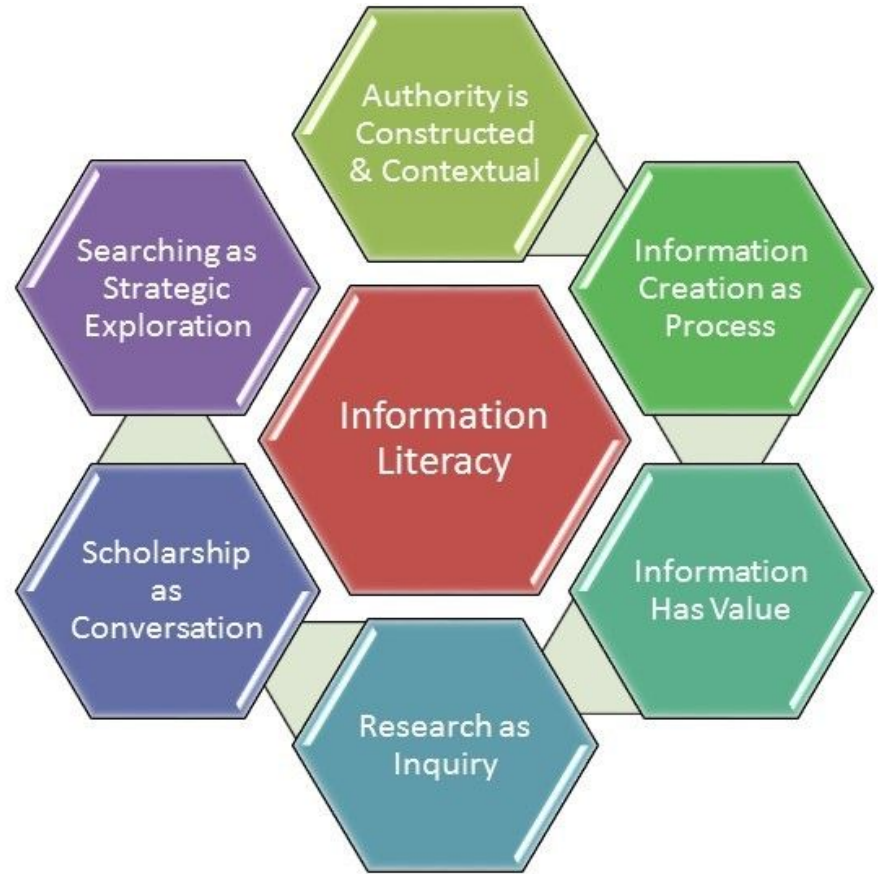 Authority is
Constructed
& Contextual
Information
Creation as
Process
Information
Has Value
Research as
Inquiry
Scholarship
as
Conversation
Searching as
Strategic
Exploration
Information
Literacy